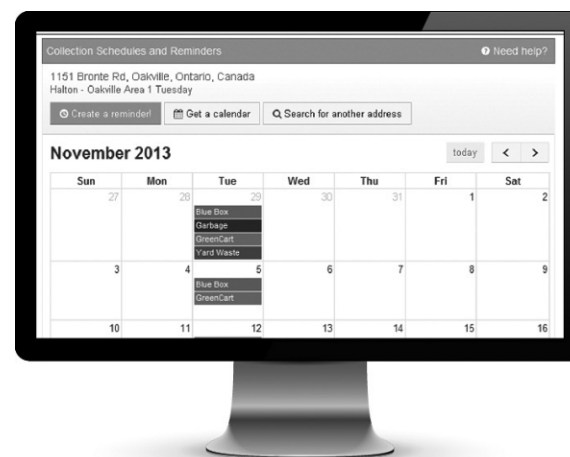 Collection Schedules and Reminders
Need help?
1151 Bronte Rd, Oakville, Ontario, Canada
Halton - Oakville Area 1 Tuesday
Create a reminder!
Get a calendar
Search for another address
November 2013
today
Sun Mon Tue Wed Thu Fri Sat
27 28 29 30 31 1 2
Blue Box
Garbage
GreenCart
Yard Waste
3 4 5 6 7 8 9
Blue Box
GreenCart
10 11 12 13 14 15 16